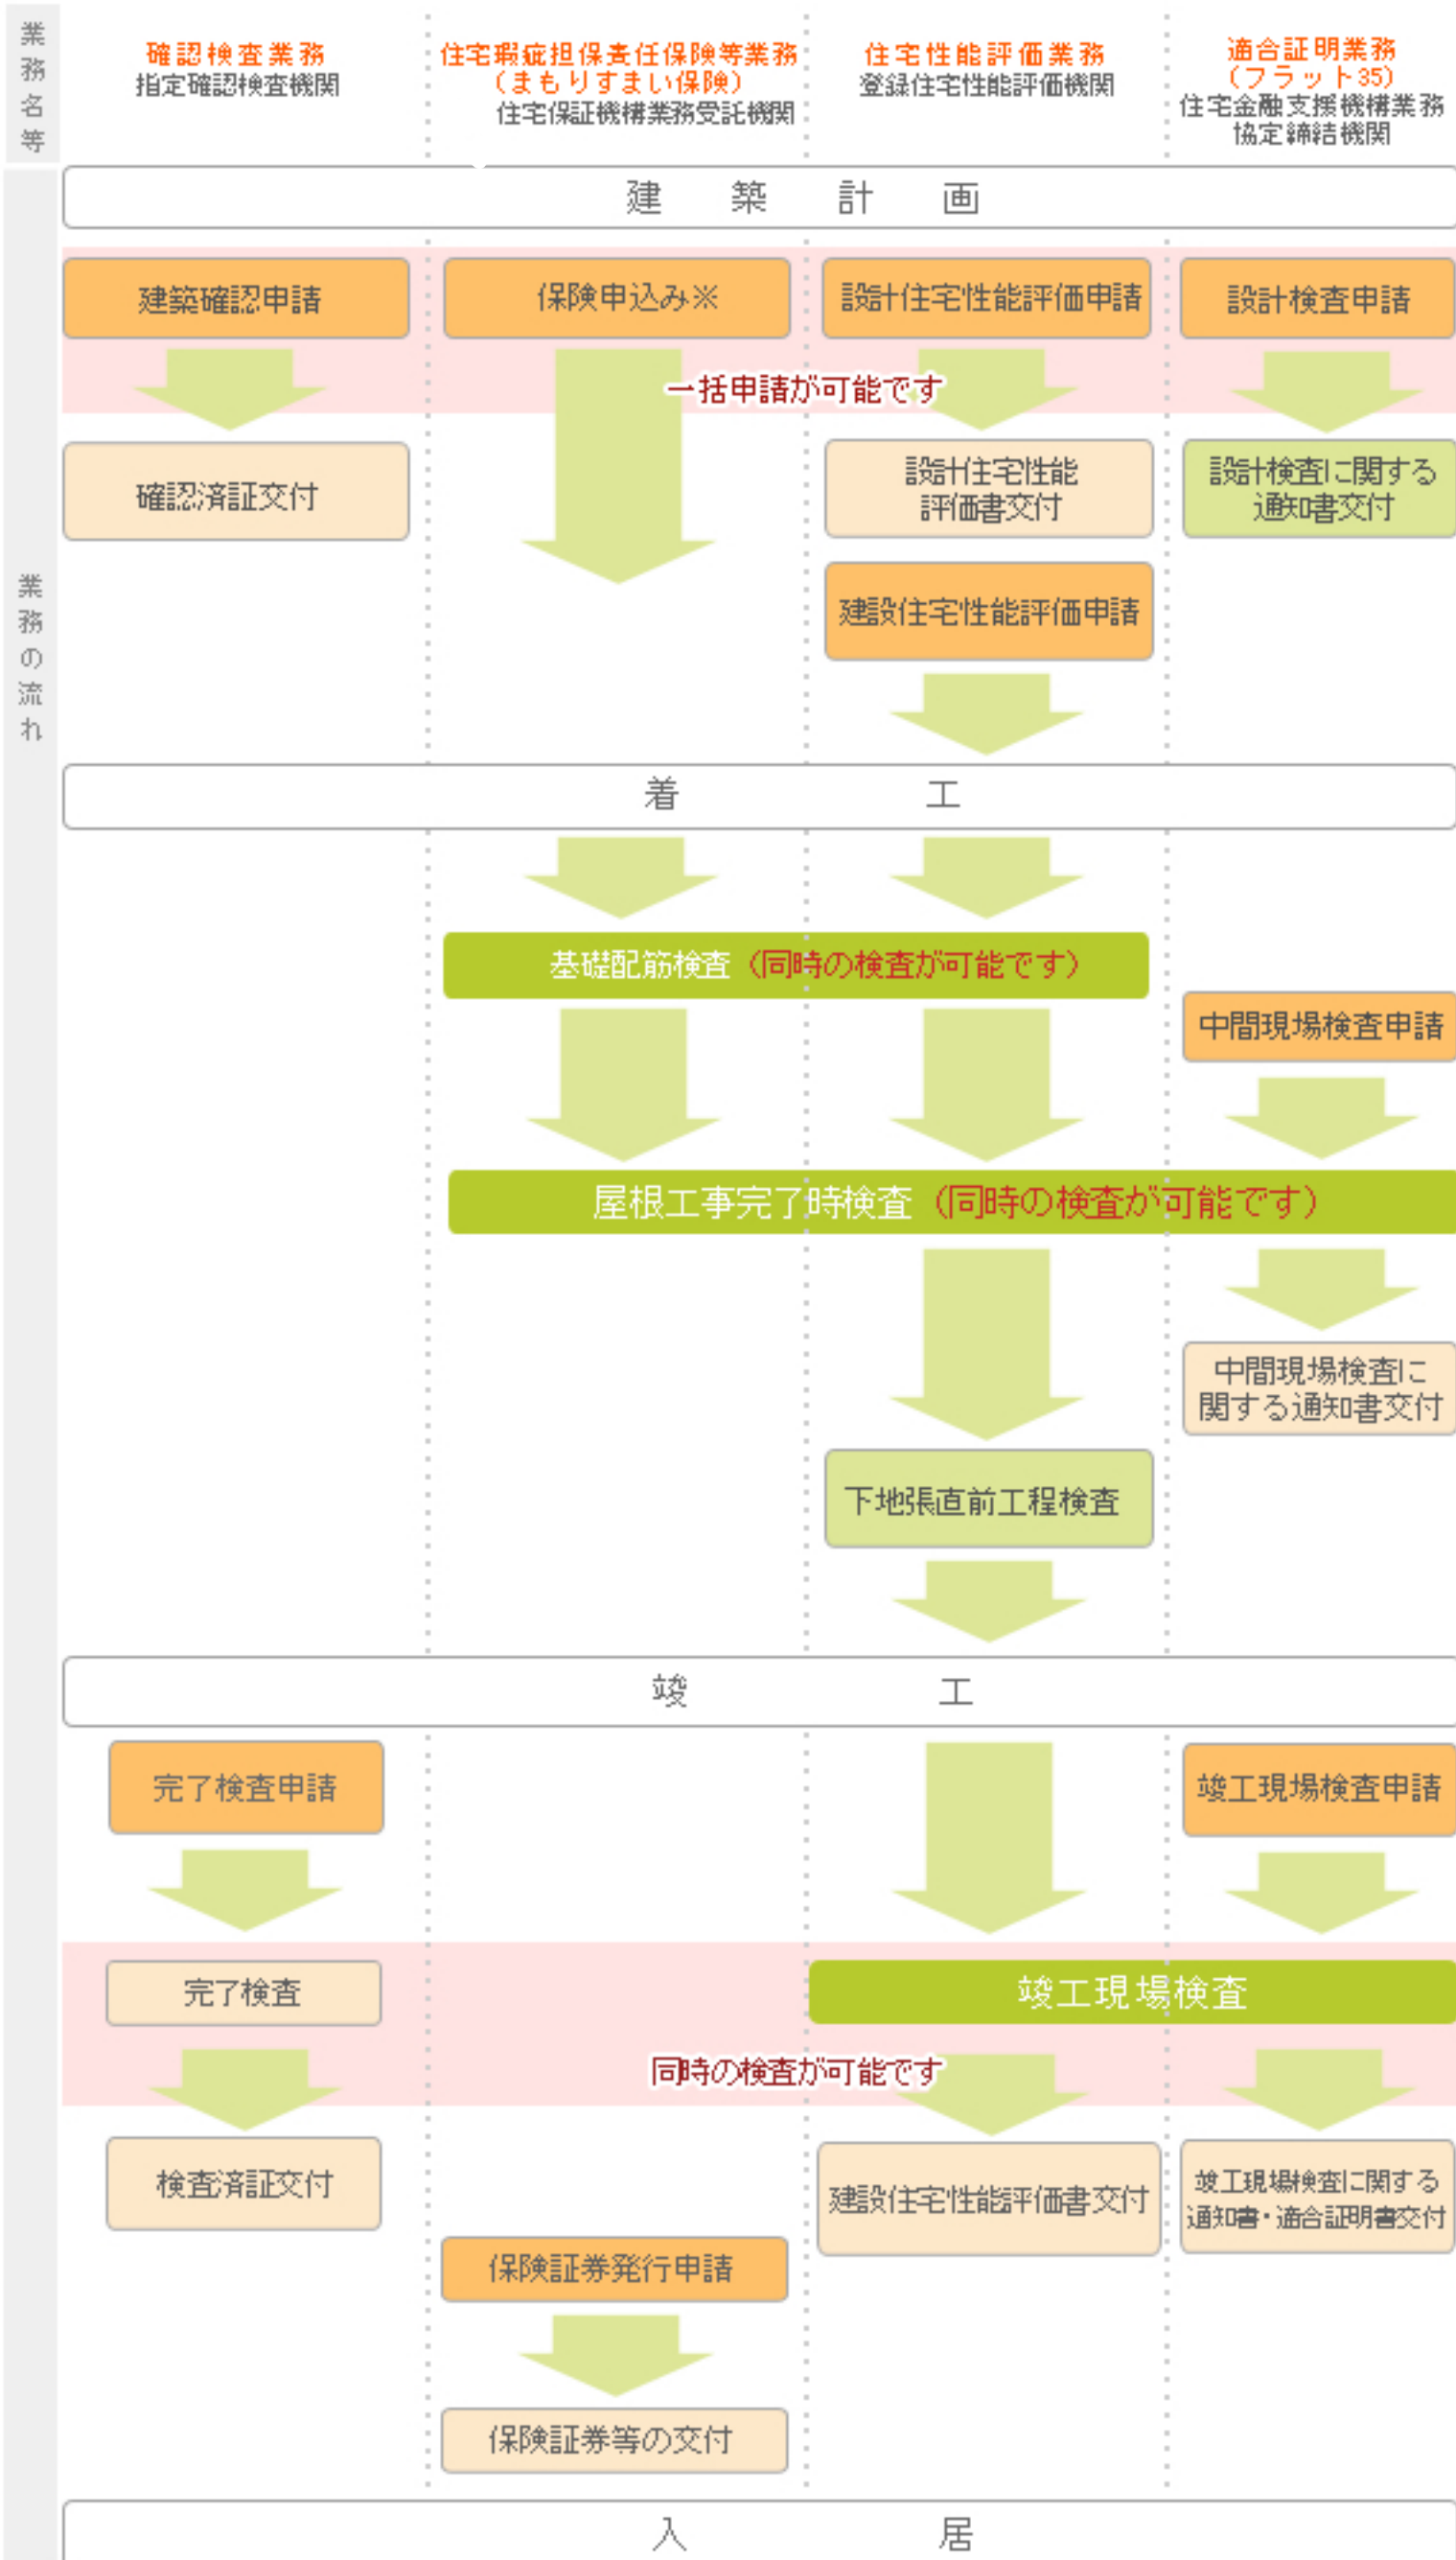 業務名等
確認検査業務
指定確認検査機関
住宅瑕疵担保責任保険等業務
（まもりすまい保険）
住宅保証機構業務受託機関
住宅性能評価業務
登録住宅性能評価機関
適合証明業務
（フラット35）
住宅金融支援機構業務
協定締結機関
業務の流れ
建築計画
建築確認申請
保険申込み※
設計住宅性能評価申請
設計検査申請
一括申請が可能です
確認済証交付
設計住宅性能
評価書交付
設計検査に関する
通知書交付
建設住宅性能評価申請
着工
基礎配筋検査（同時の検査が可能です）
中間現場検査申請
屋根工事完了時検査（同時の検査が可能です）
中間現場検査に
関する通知書交付
下地張直前工程検査
竣工
完了検査申請
竣工現場検査申請
完了検査
竣工現場検査
同時の検査が可能です
検査済証交付
建設住宅性能評価書交付
竣工現場検査に関する
通知書・適合証明書交付
保険証券発行申請
保険証券等の交付
入居